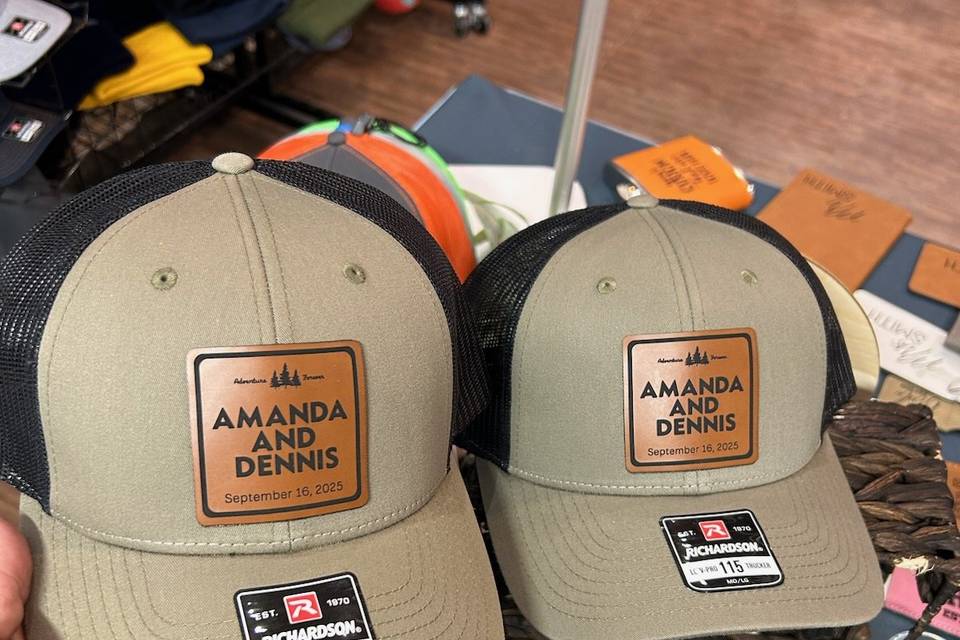 Adventure Forever
AMANDA
AND
DENNIS
September 16, 2025
EST. R 1970
RICHARDSON®
Adventure Forever
AMANDA
AND
DENNIS
September 16, 2025
EST. R 1970
RICHARDSON®
115 TRUCKER
MD/LG
SMITH